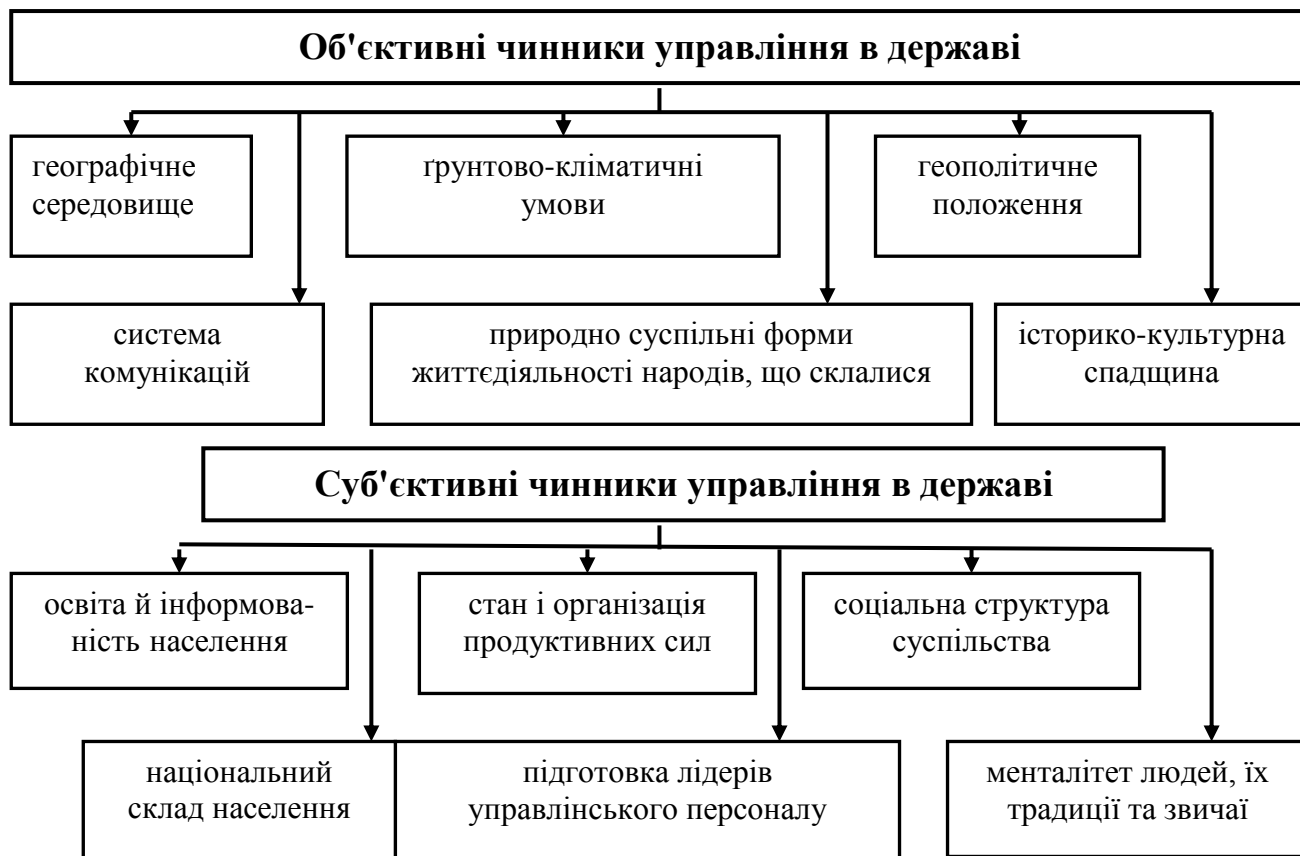 Об'єктивні чинники управління в державі
географічне
середовище
ґрунтово-кліматичні
умови
геополітичне
положення
система
комунікацій
природно суспільні форми
життєдіяльності народів, що склалися
історико-культурна
спадщина
Суб'єктивні чинники управління в державі
освіта й інформова-
ність населення
стан і організація
продуктивних сил
соціальна структура
суспільства
національний
склад населення
підготовка лідерів
управлінського персоналу
менталітет людей, їх
традиції та звичаї